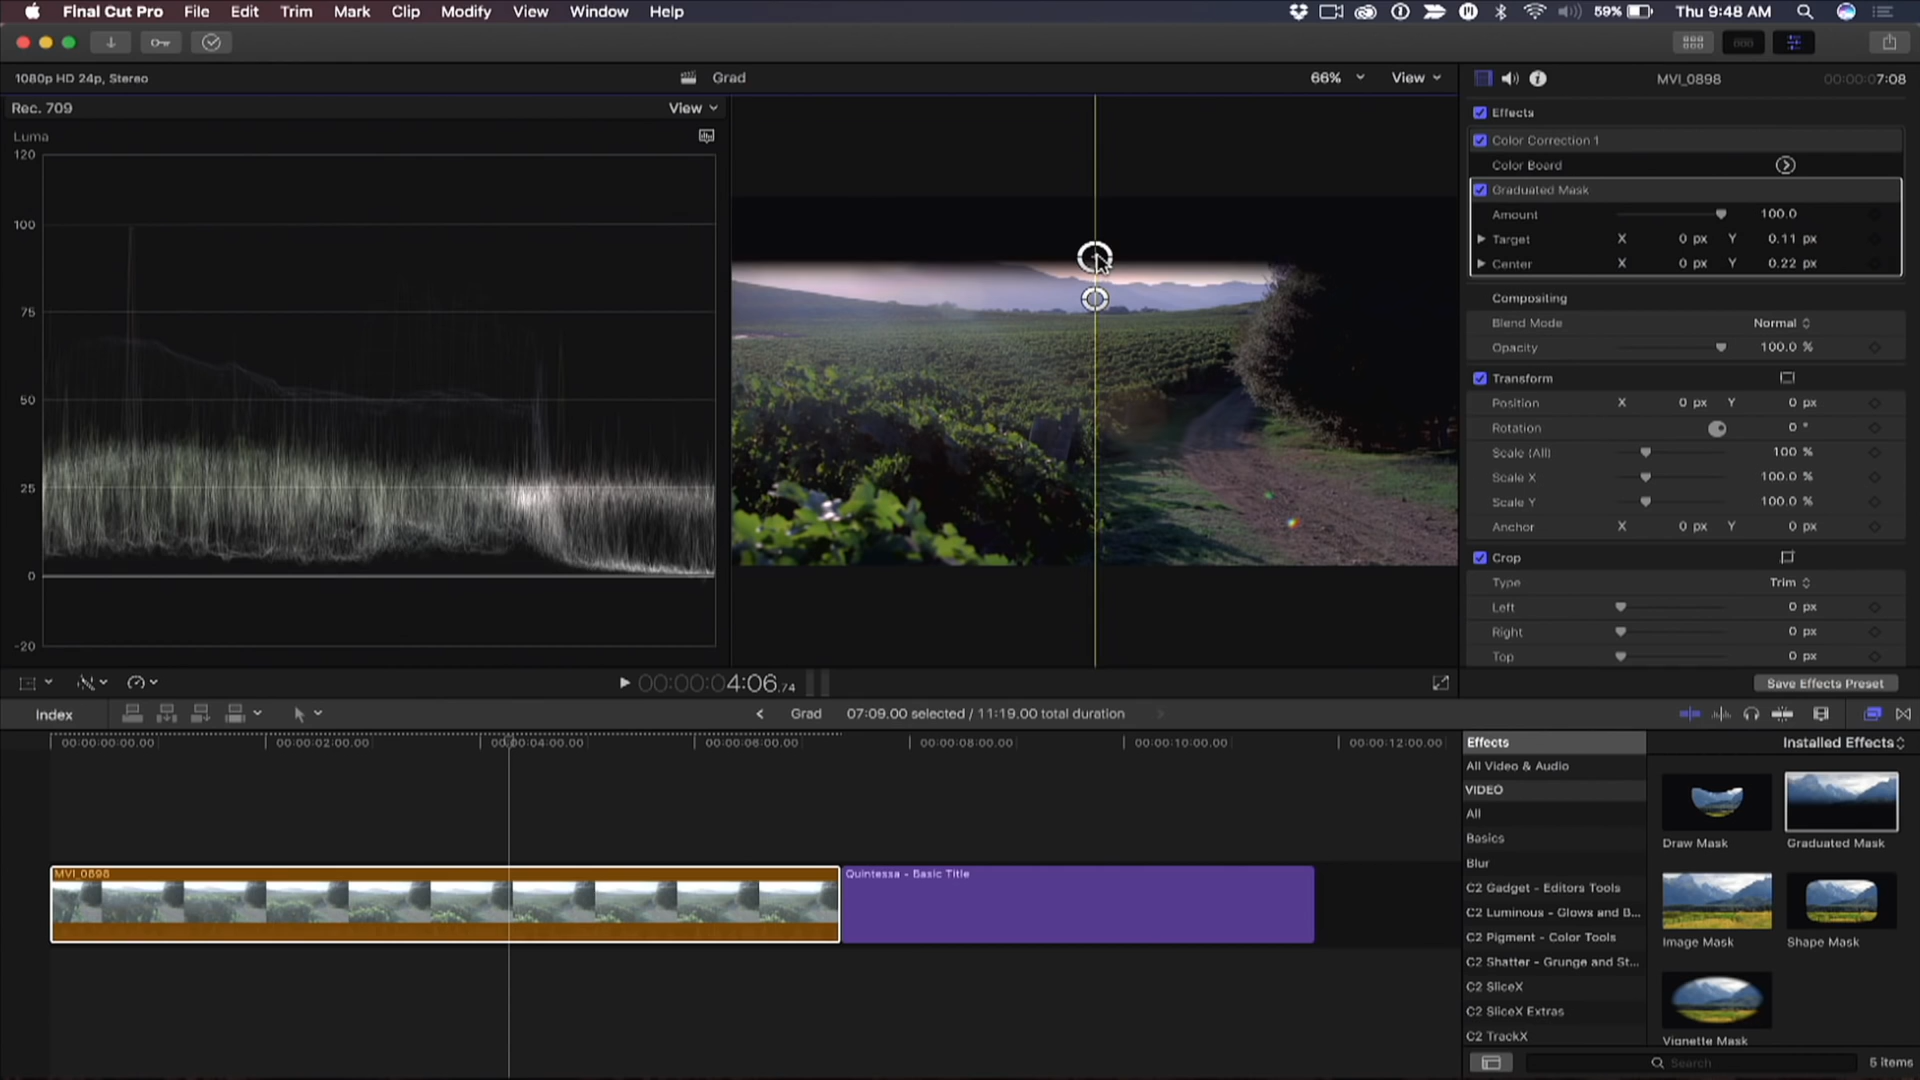 Final Cut Pro File Edit Trim Mark Clip Modify View Window Help 59% Thu 9:48 AM
1080p HD 24p, Stereo Grad 66% View MVI_0898 00:00:07:08
Rec. 709 View
Luma
120
100
75
50
25
0
-20
Effects
Color Correction 1
Color Board
Graduated Mask
Amount 100.0
Target X 0 px Y 0.11 px
Center X 0 px Y 0.22 px
Compositing
Blend Mode Normal
Opacity 100.0 %
Transform
Position X 0 px Y 0 px
Rotation 0 °
Scale (All) 100 %
Scale X 100.0 %
Scale Y 100.0 %
Anchor X 0 px Y 0 px
Crop
Type Trim
Left 0 px
Right 0 px
Top 0 px
00:00:04:06.74 Save Effects Preset
Index Grad 07:09.00 selected / 11:19.00 total duration
00:00:00:00.00 00:00:02:00.00 00:00:04:00.00 00:00:06:00.00 00:00:08:00.00 00:00:10:00.00 00:00:12:00.00
MVI_0898 Quintessa - Basic Title
Effects Installed Effects
All Video & Audio
VIDEO
All
Basics
Blur
C2 Gadget - Editors Tools
C2 Luminous - Glows and B...
C2 Pigment - Color Tools
C2 Shatter - Grunge and St...
C2 SliceX
C2 SliceX Extras
C2 TrackX
Draw Mask Graduated Mask
Image Mask Shape Mask
Vignette Mask
Search 5 items